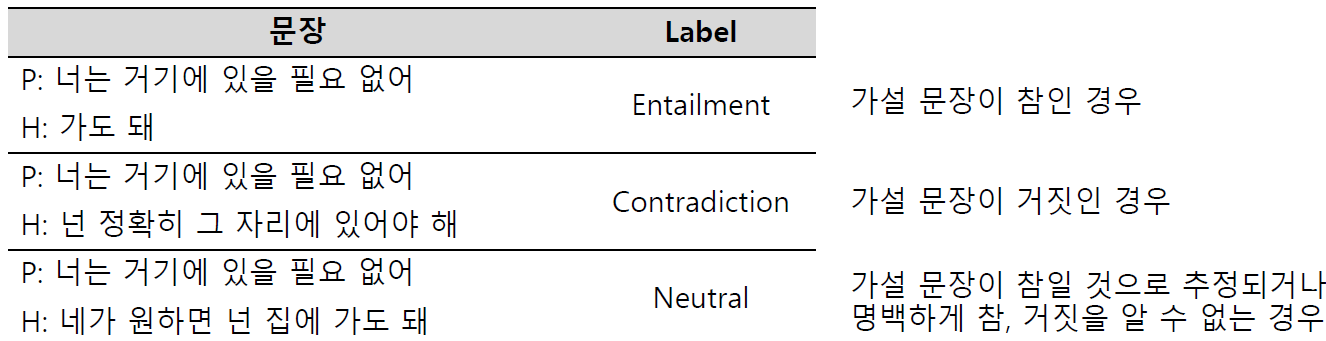 문장 Label
P: 너는 거기에 있을 필요 없어
H: 가도 돼
Entailment
가설 문장이 참인 경우
P: 너는 거기에 있을 필요 없어
H: 넌 정확히 그 자리에 있어야 해
Contradiction
가설 문장이 거짓인 경우
P: 너는 거기에 있을 필요 없어
H: 네가 원하면 넌 집에 가도 돼
Neutral
가설 문장이 참일 것으로 추정되거나
명백하게 참, 거짓을 알 수 없는 경우